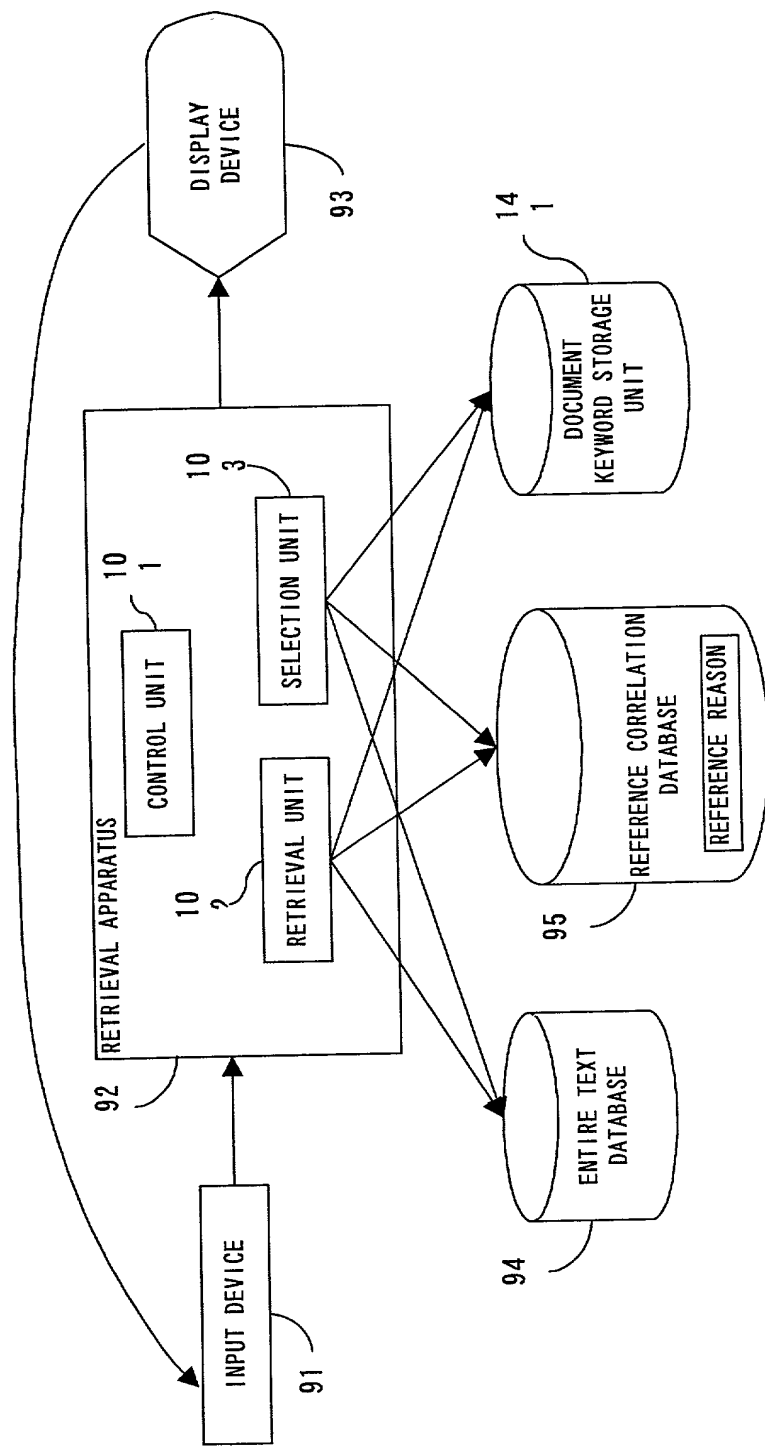 DISPLAY
DEVICE
93
RETRIEVAL APPARATUS
92
CONTROL UNIT
10
1
RETRIEVAL UNIT
10
2
SELECTION UNIT
10
3
INPUT DEVICE
91
ENTIRE TEXT
DATABASE
94
REFERENCE CORRELATION
DATABASE
REFERENCE REASON
95
DOCUMENT
KEYWORD STORAGE
UNIT
14
1